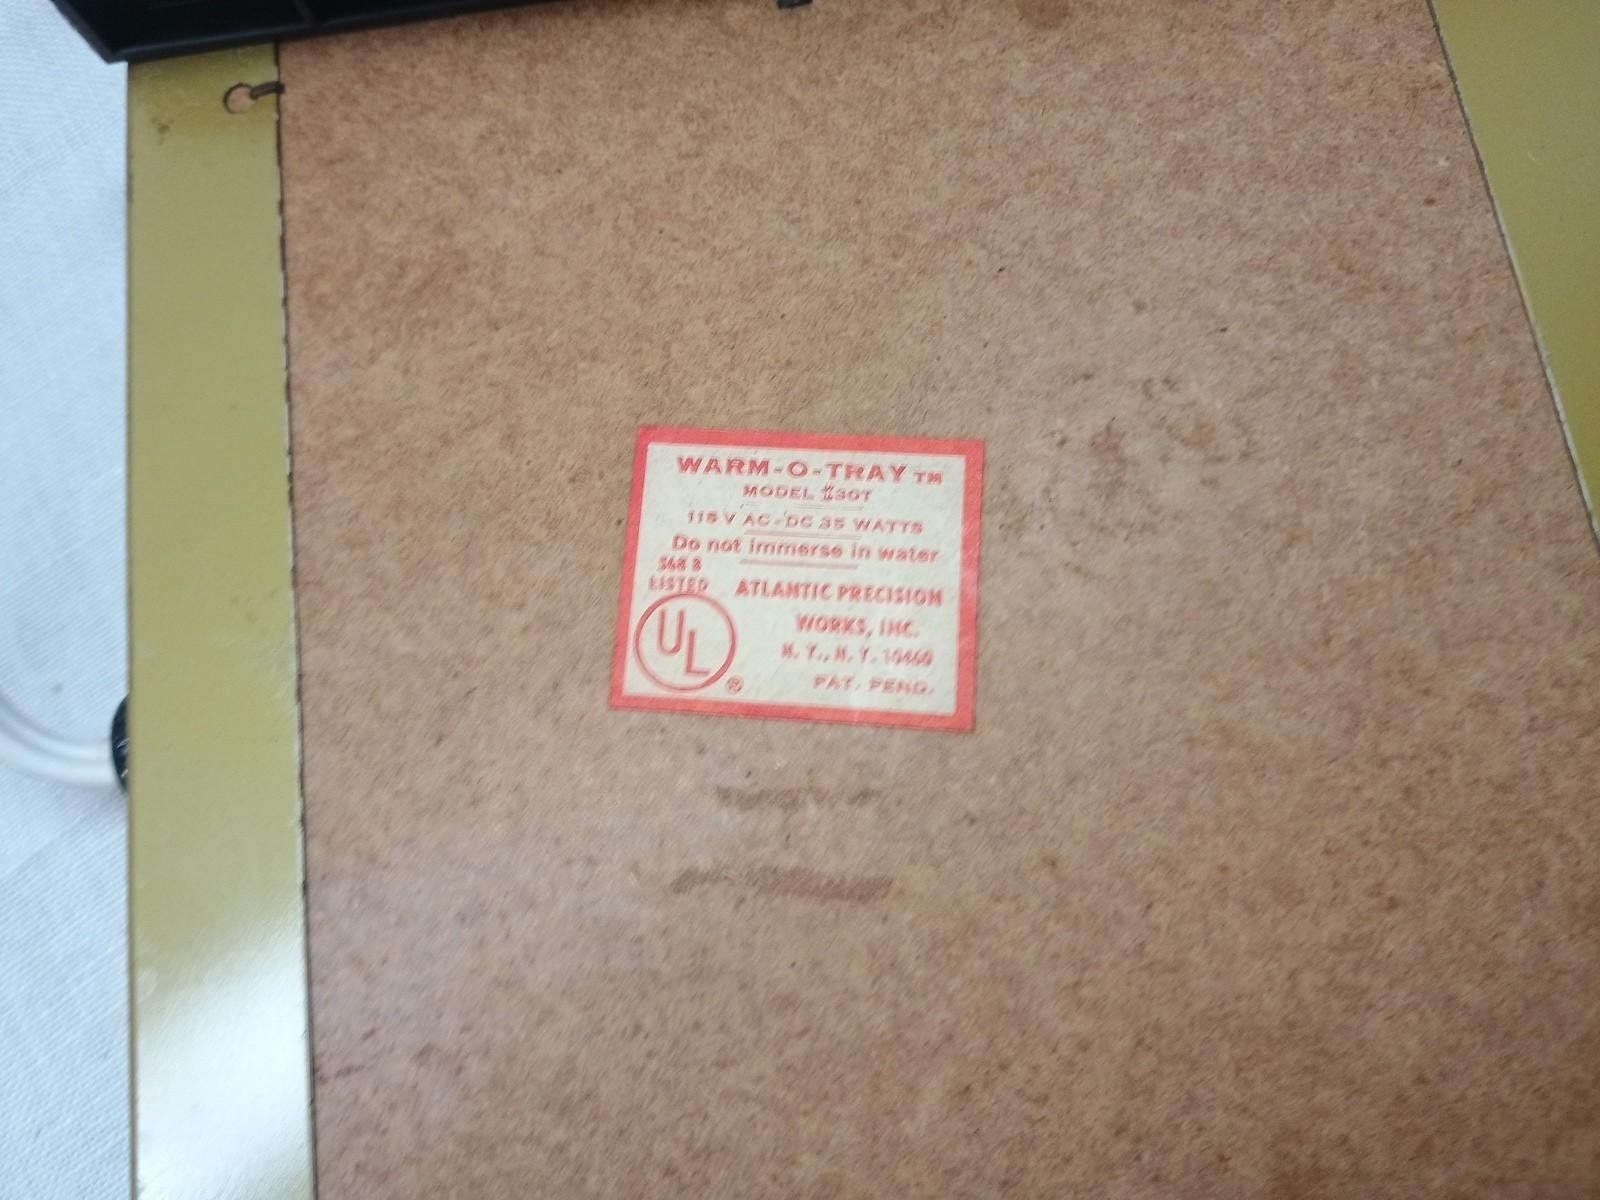 WARM-O-TRAY TM
MODEL #30T
115 V AC-DC 35 WATTS
Do not immerse in water
568 B
LISTED
UL
®
ATLANTIC PRECISION
WORKS, INC.
N. Y., N. Y. 10460
PAT. PEND.